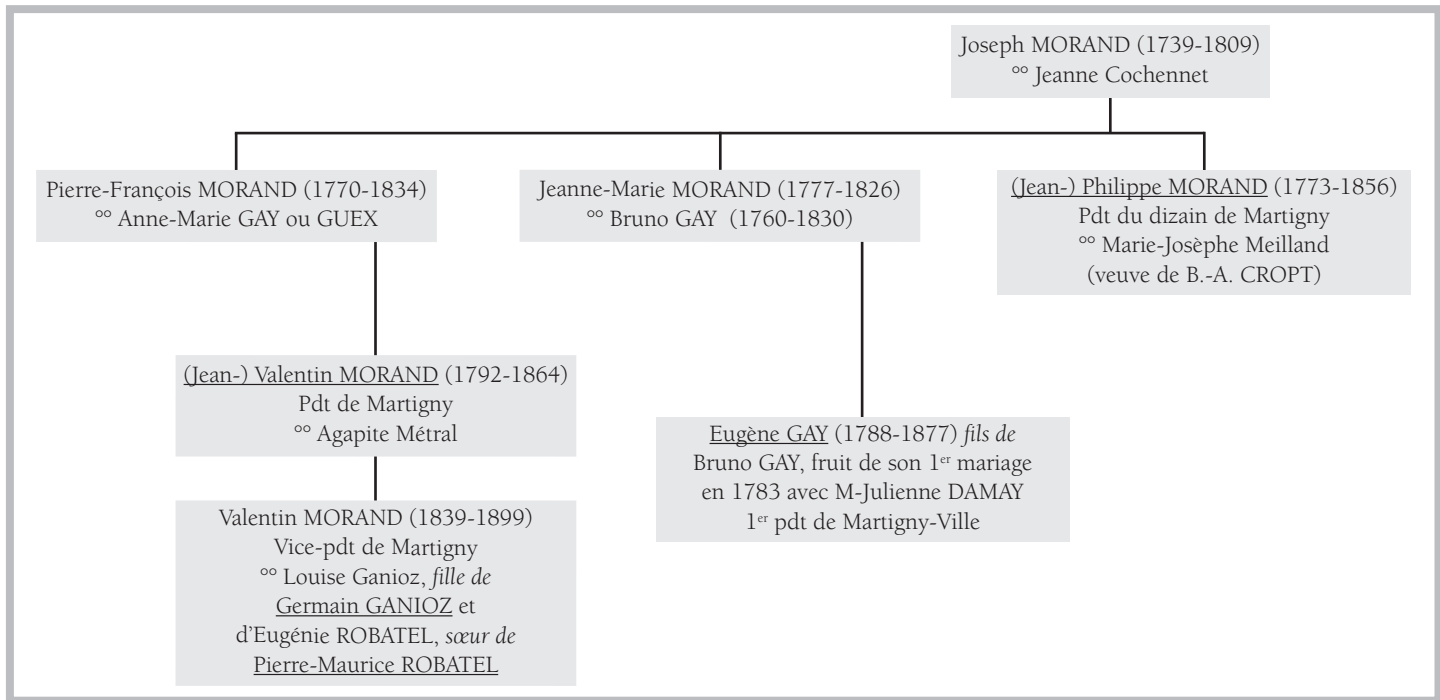 Joseph MORAND (1739-1809)
°° Jeanne Cochennet
Pierre-François MORAND (1770-1834)
°° Anne-Marie GAY ou GUEX
Jeanne-Marie MORAND (1777-1826)
°° Bruno GAY (1760-1830)
(Jean-) Philippe MORAND (1773-1856)
Pdt du dizain de Martigny
°° Marie-Josèphe Meilland
(veuve de B.-A. CROPT)
(Jean-) Valentin MORAND (1792-1864)
Pdt de Martigny
°° Agapite Métral
Eugène GAY (1788-1877) fils de
Bruno GAY, fruit de son 1er mariage
en 1783 avec M-Julienne DAMAY
1er pdt de Martigny-Ville
Valentin MORAND (1839-1899)
Vice-pdt de Martigny
°° Louise Ganioz, fille de
Germain GANIOZ et
d'Eugénie ROBATEL, sœur de
Pierre-Maurice ROBATEL